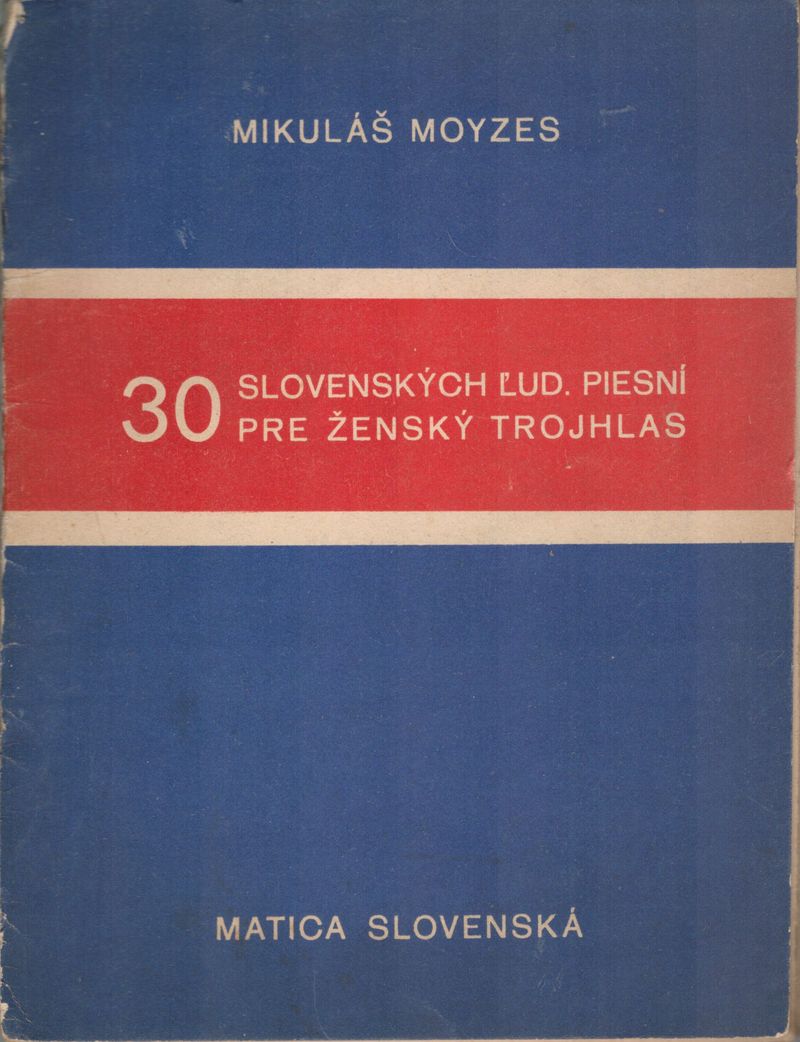 MIKULÁŠ MOYZES
30 SLOVENSKÝCH ĽUD. PIESNÍ
PRE ŽENSKÝ TROJHLAS
MATICA SLOVENSKÁ